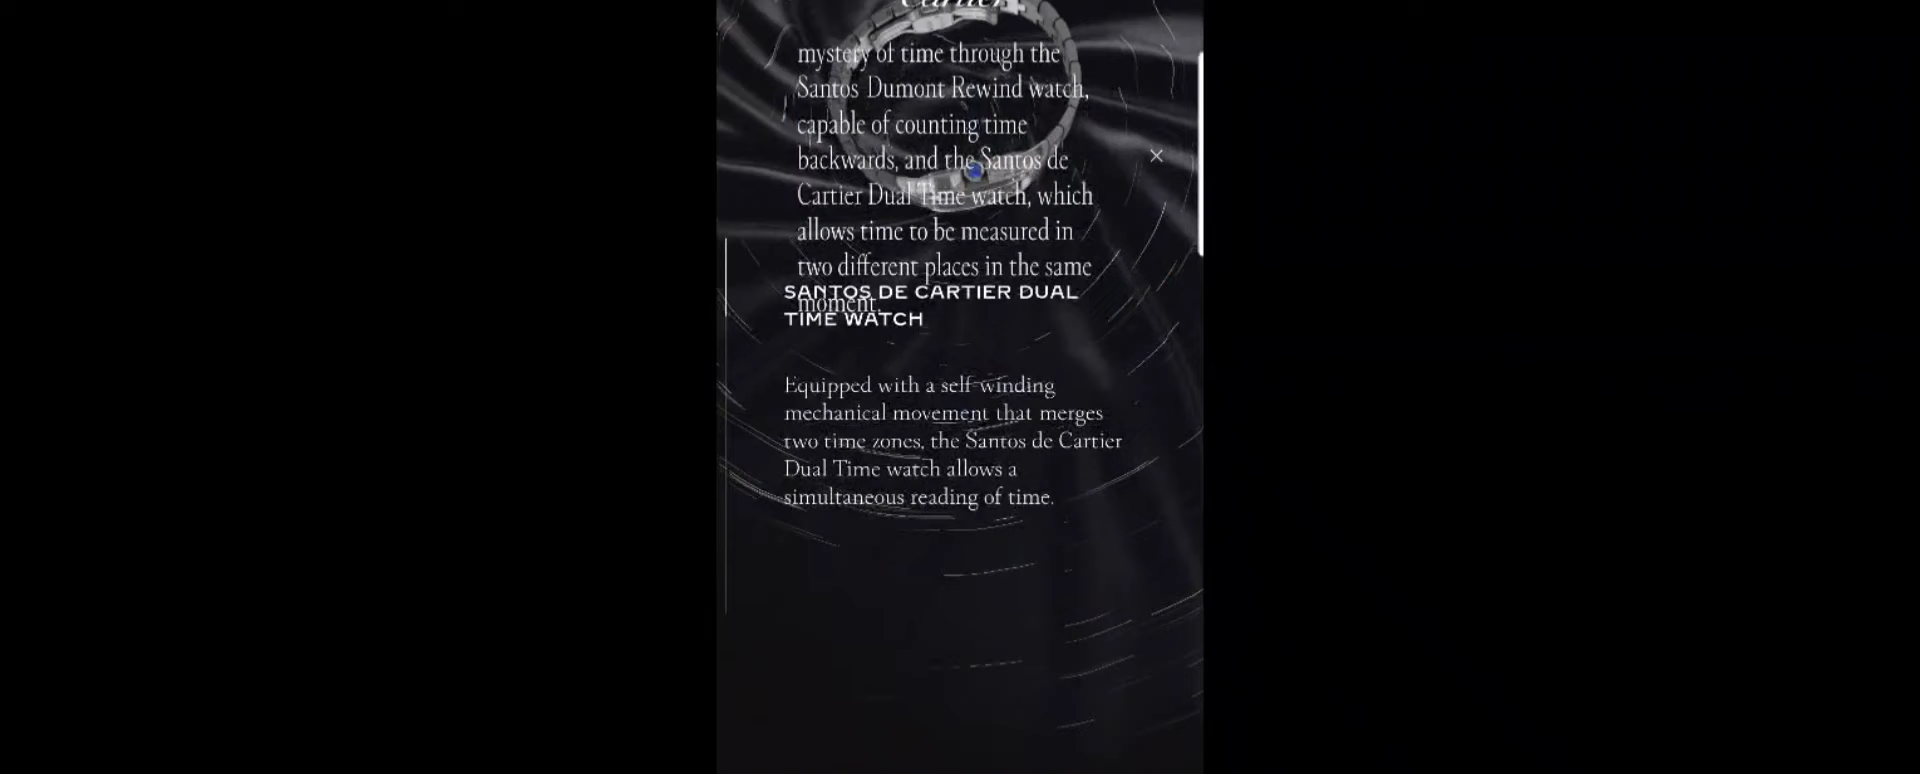 Cartier
mystery of time through the
Santos Dumont Rewind watch,
capable of counting time
backwards, and the Santos de
Cartier Dual Time watch, which
allows time to be measured in
two different places in the same
moment.
SANTOS DE CARTIER DUAL
TIME WATCH
Equipped with a self-winding
mechanical movement that merges
two time zones, the Santos de Cartier
Dual Time watch allows a
simultaneous reading of time.